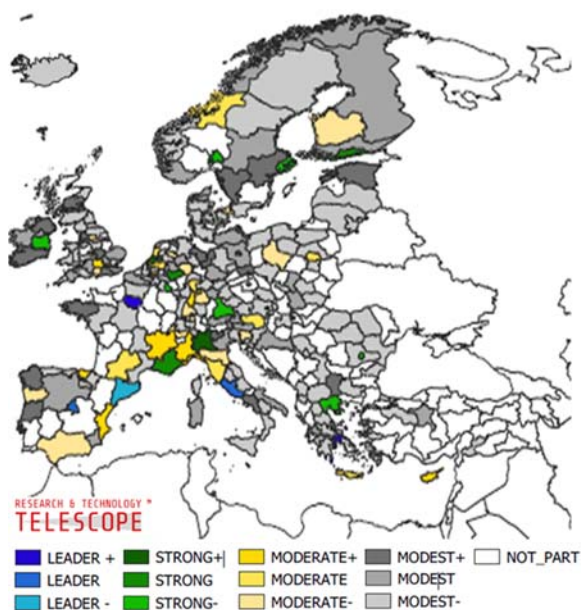 RESEARCH & TECHNOLOGY *
TELESCOPE
LEADER + STRONG+| MODERATE+ MODEST+ NOT_PART
LEADER STRONG MODERATE MODEST
LEADER - STRONG- MODERATE- MODEST-